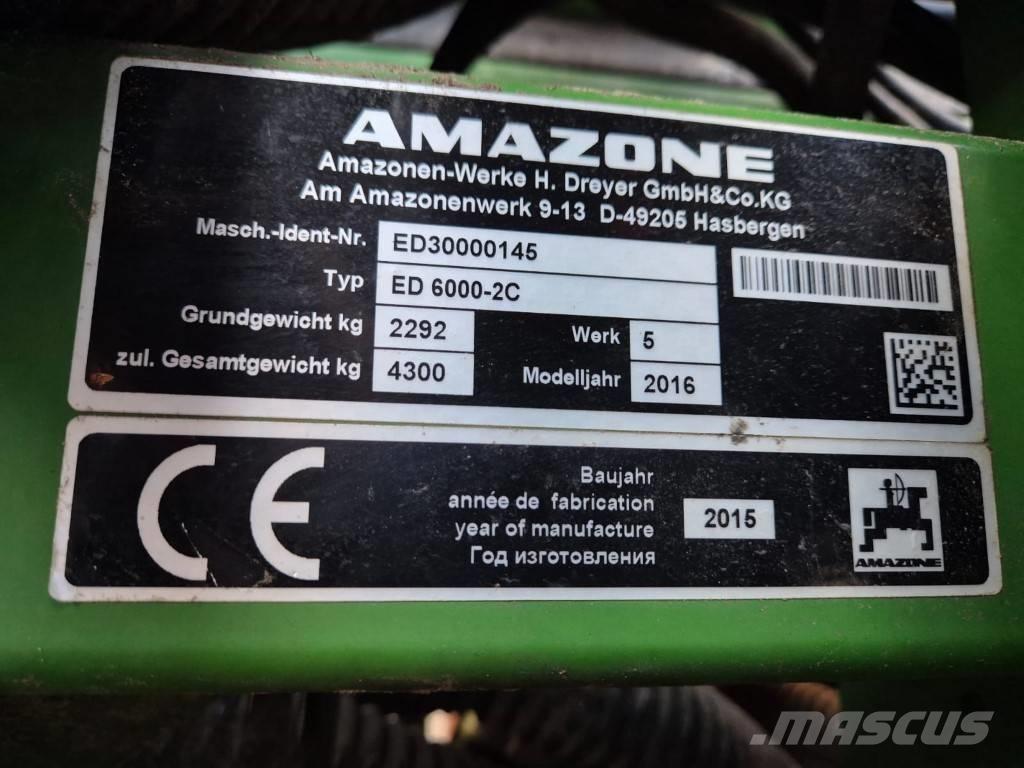 AMAZONE
Amazonen-Werke H. Dreyer GmbH&Co.KG
Am Amazonenwerk 9-13 D-49205 Hasbergen
Masch.-Ident-Nr. ED30000145
Typ ED 6000-2C
Grundgewicht kg 2292 Werk 5
zul. Gesamtgewicht kg 4300 Modelljahr 2016
CE
Baujahr
année de fabrication
year of manufacture 2015
Год изготовления
AMAZONE
MASCUS